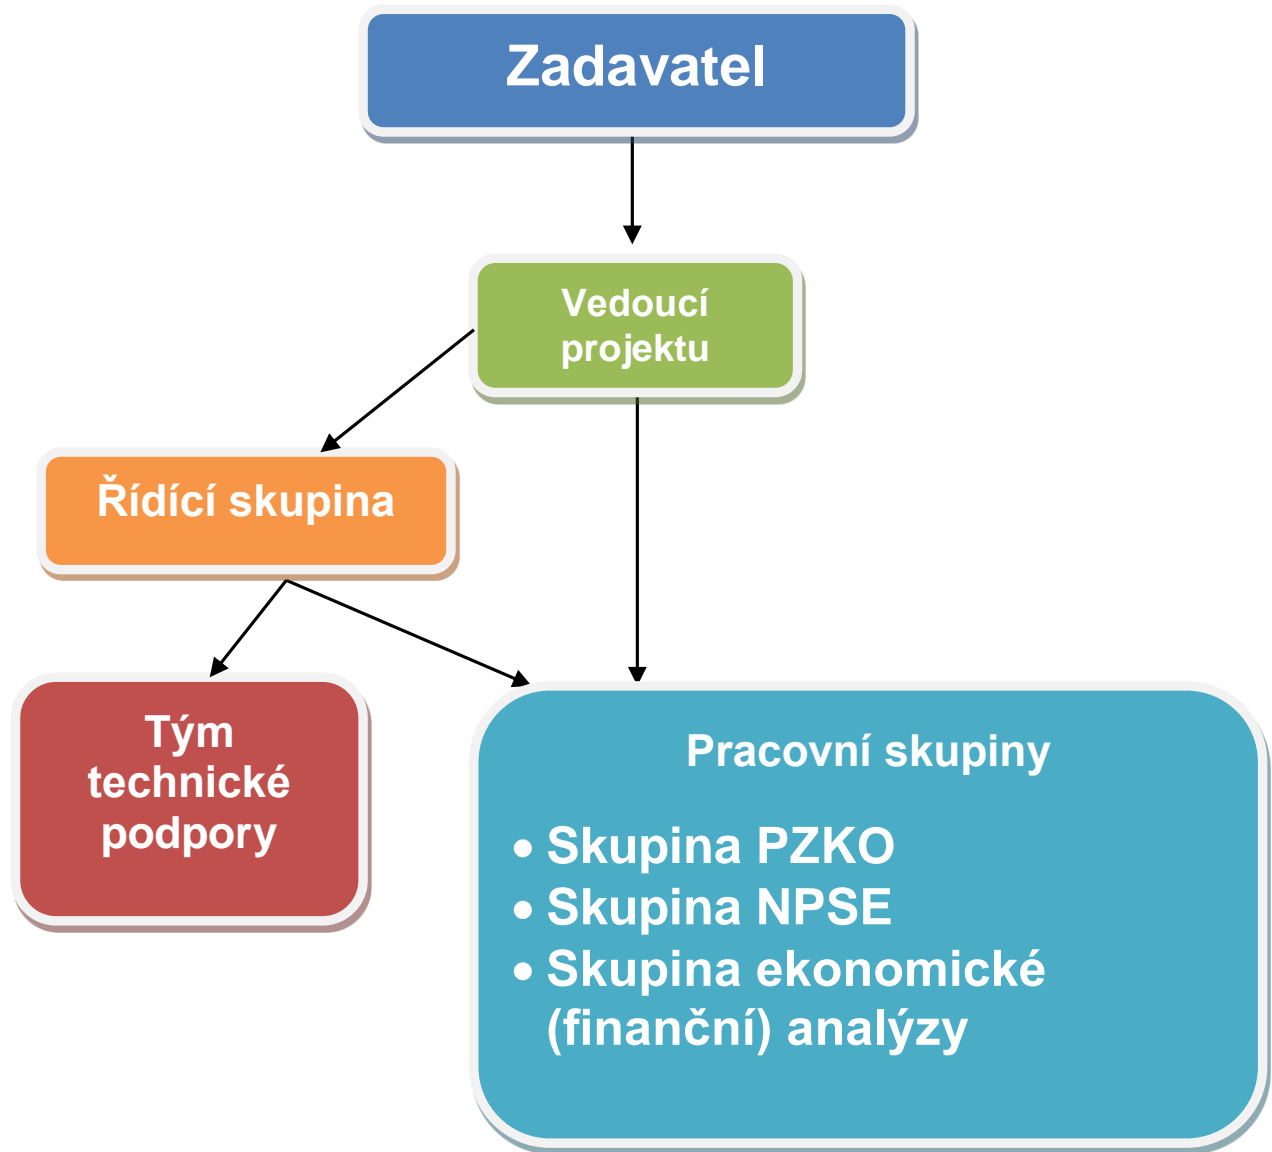 Zadavatel
Vedoucí
projektu
Řídící skupina
Tým
technické
podpory
Pracovní skupiny
• Skupina PZKO
• Skupina NPSE
• Skupina ekonomické
(finanční) analýzy